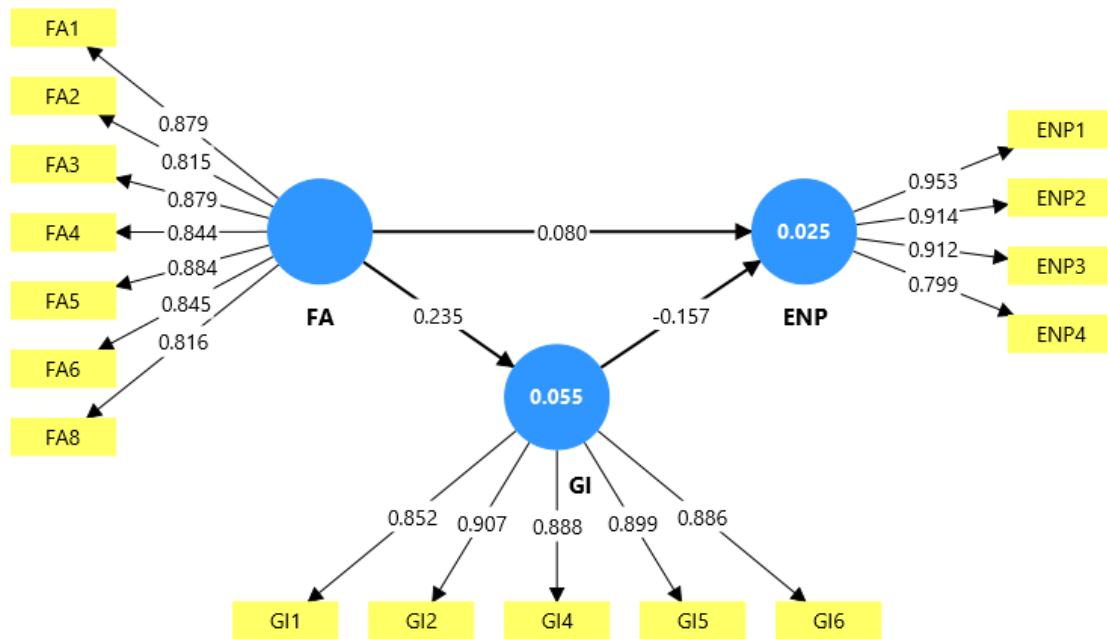 FA1
FA2
FA3
FA4
FA5
FA6
FA8
0.879
0.815
0.879
0.844
0.884
0.845
0.816
FA
0.080
0.235
-0.157
0.025
ENP
0.953
0.914
0.912
0.799
ENP1
ENP2
ENP3
ENP4
0.055
GI
0.852
0.907
0.888
0.899
0.886
GI1
GI2
GI4
GI5
GI6